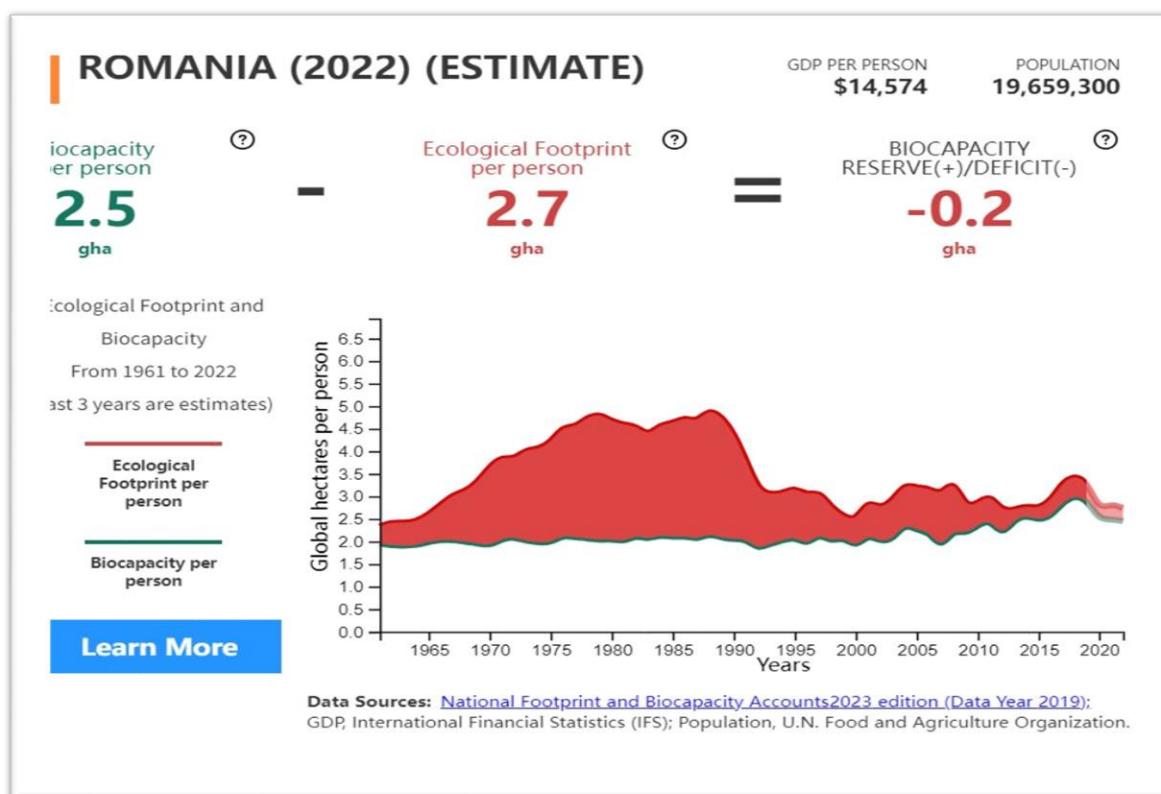 ROMANIA (2022) (ESTIMATE)
GDP PER PERSON
$14,574
POPULATION
19,659,300
iocapacity
er person
2.5
gha
?
-
Ecological Footprint
per person
2.7
gha
?
=
BIOCAPACITY
RESERVE(+)/DEFICIT(-)
-0.2
gha
?
Ecological Footprint and
Biocapacity
From 1961 to 2022
ast 3 years are estimates)
Ecological
Footprint per
person
Biocapacity per
person
Learn More
Global hectares per person
6.5
6.0
5.5
5.0
4.5
4.0
3.5
3.0
2.5
2.0
1.5
1.0
0.5
0.0
1965 1970 1975 1980 1985 1990 1995 2000 2005 2010 2015 2020
Years
Data Sources: National Footprint and Biocapacity Accounts2023 edition (Data Year 2019);
GDP, International Financial Statistics (IFS); Population, U.N. Food and Agriculture Organization.